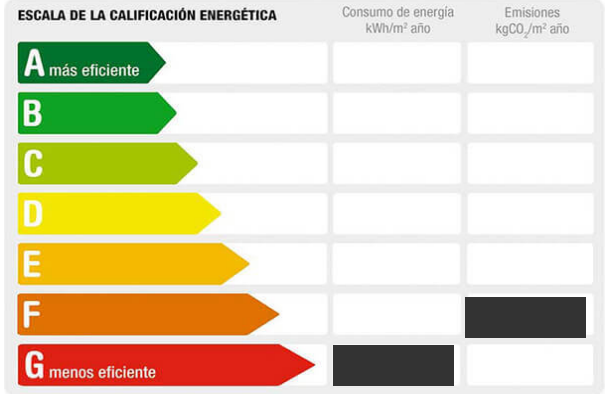 ESCALA DE LA CALIFICACIÓN ENERGÉTICA
Consumo de energía
kWh/m² año
Emisiones
kgCO₂/m² año
A más eficiente
B
C
D
E
F
G menos eficiente